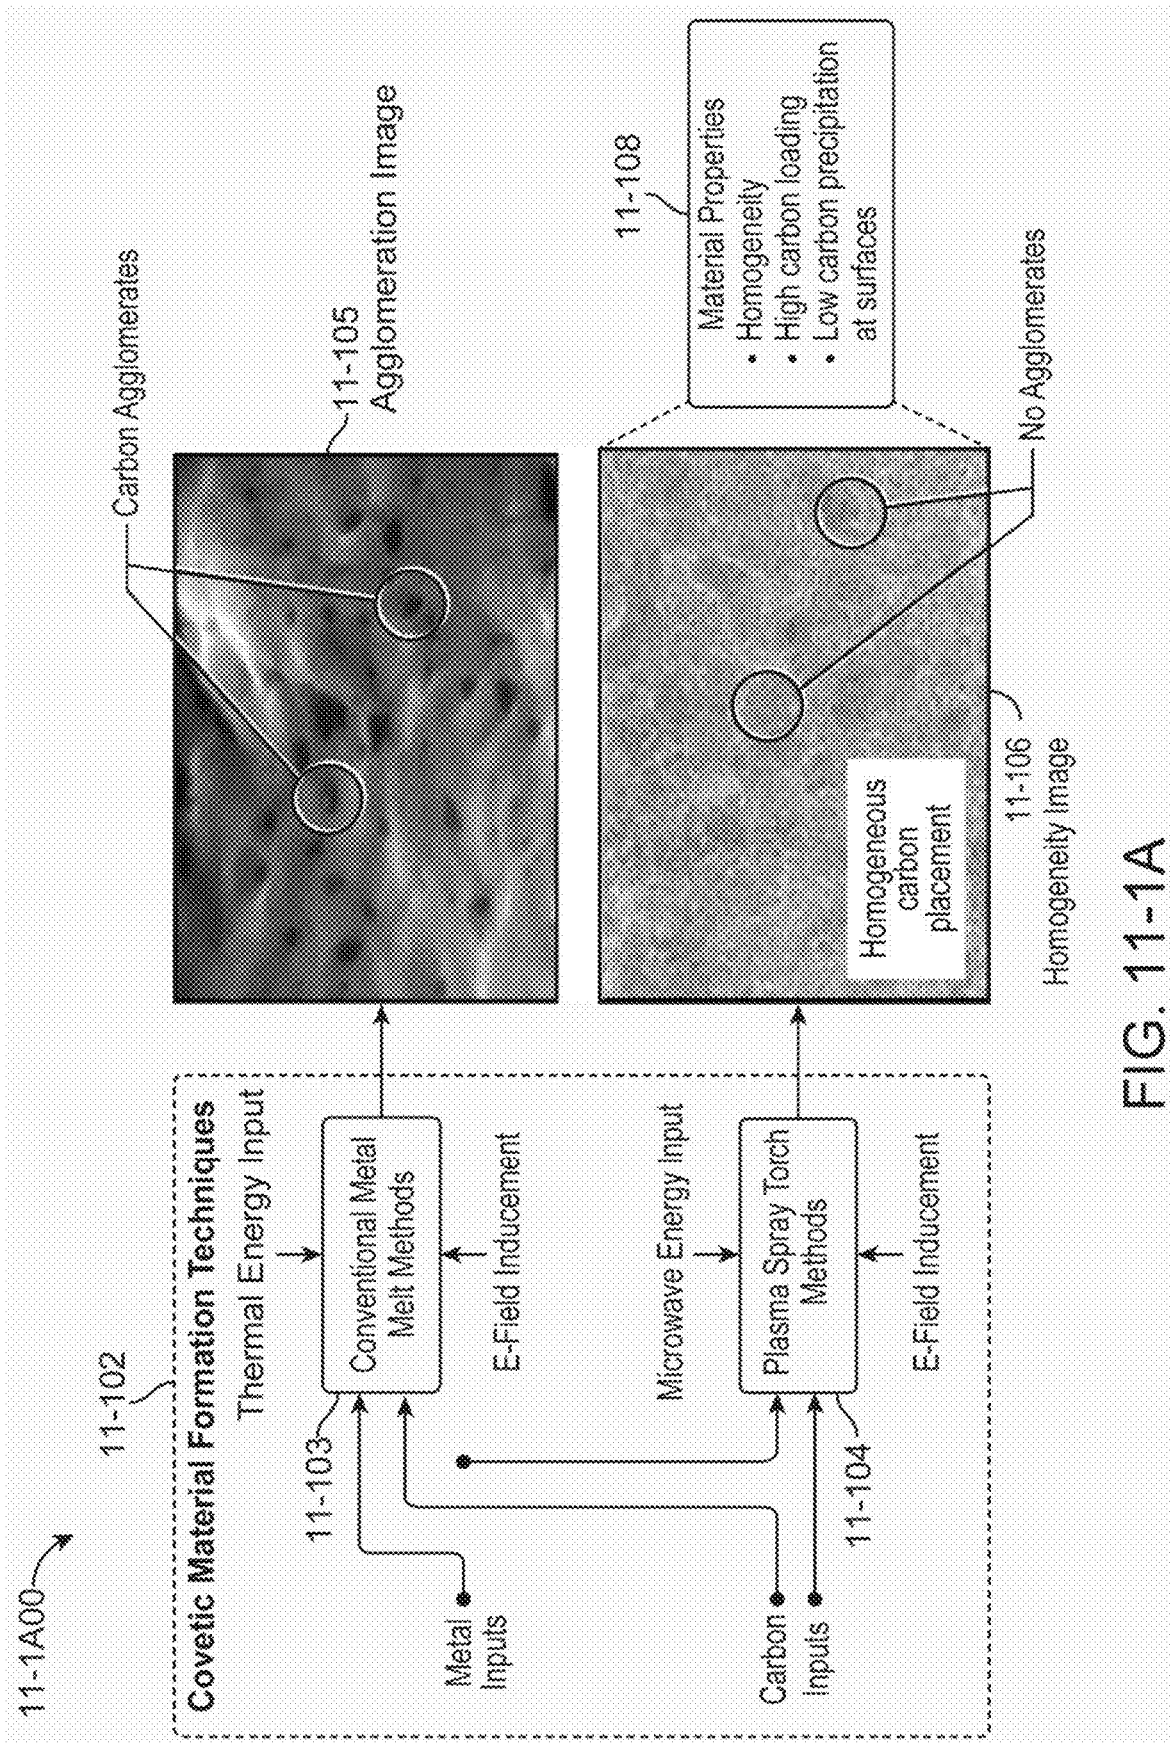 11-1A00
11-102
Covetic Material Formation Techniques
Thermal Energy Input
11-103
Conventional Metal
Melt Methods
E-Field Inducement
Metal
Inputs
Microwave Energy Input
Plasma Spray Torch
Methods
11-104
E-Field Inducement
Carbon
Inputs
Carbon Agglomerates
11-105
Agglomeration Image
Homogeneous
carbon
placement
11-106
Homogeneity Image
No Agglomerates
11-108
Material Properties
• Homogeneity
• High carbon loading
• Low carbon precipitation
at surfaces
FIG. 11-1A